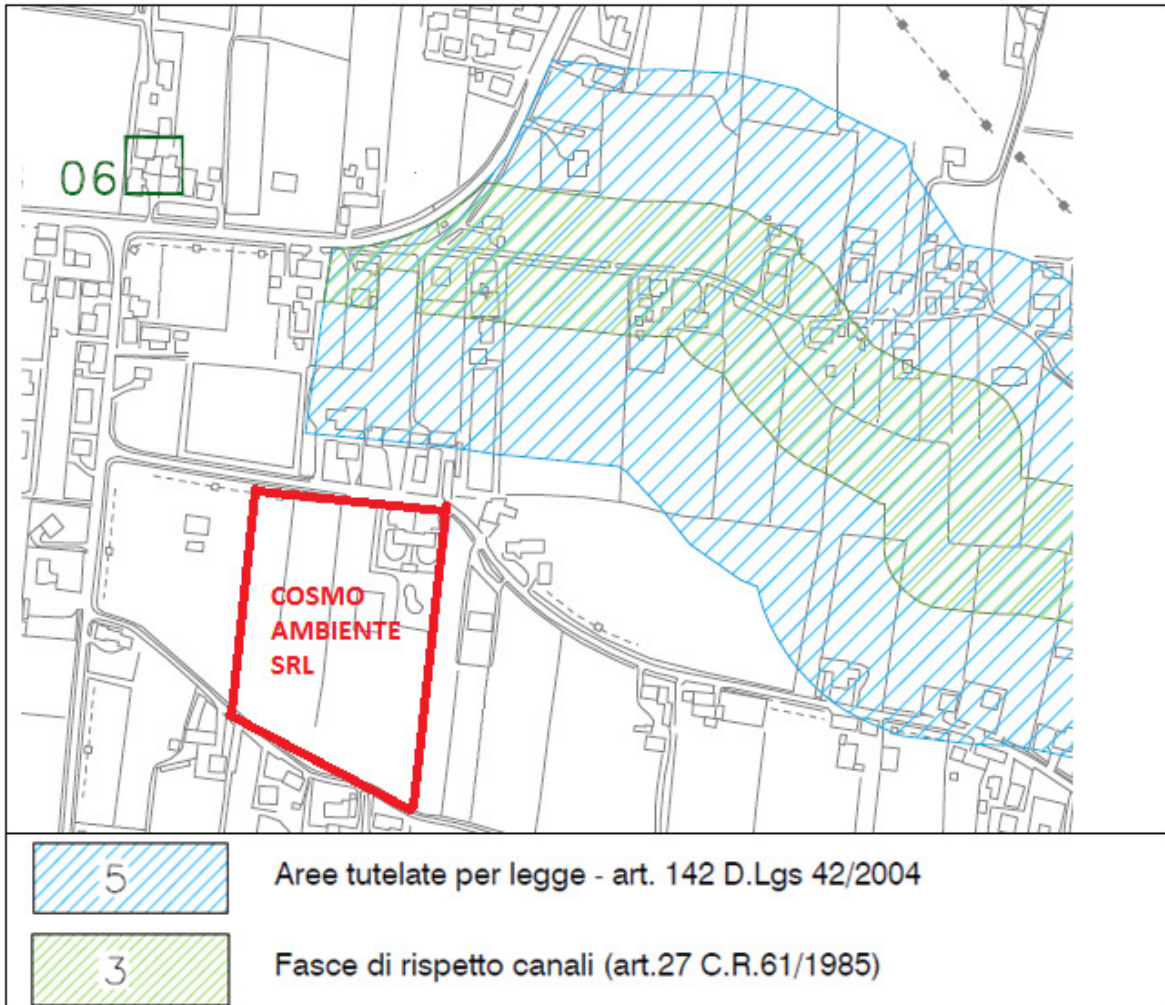 06
COSMO
AMBIENTE
SRL
5
Aree tutelate per legge - art. 142 D.Lgs 42/2004
3
Fasce di rispetto canali (art.27 C.R.61/1985)